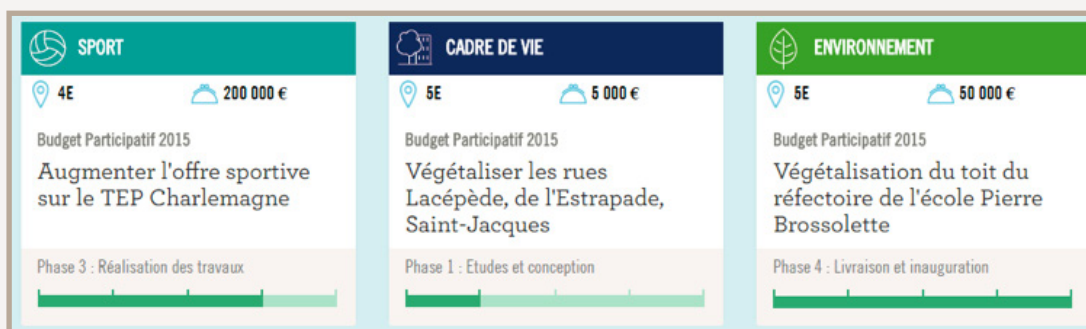 SPORT
4E 200 000 €
Budget Participatif 2015
Augmenter l'offre sportive
sur le TEP Charlemagne
Phase 3 : Réalisation des travaux
CADRE DE VIE
5E 5 000 €
Budget Participatif 2015
Végétaliser les rues
Lacépède, de l'Estrapade,
Saint-Jacques
Phase 1 : Etudes et conception
ENVIRONNEMENT
5E 50 000 €
Budget Participatif 2015
Végétalisation du toit du
réfectoire de l'école Pierre
Brossolette
Phase 4 : Livraison et inauguration